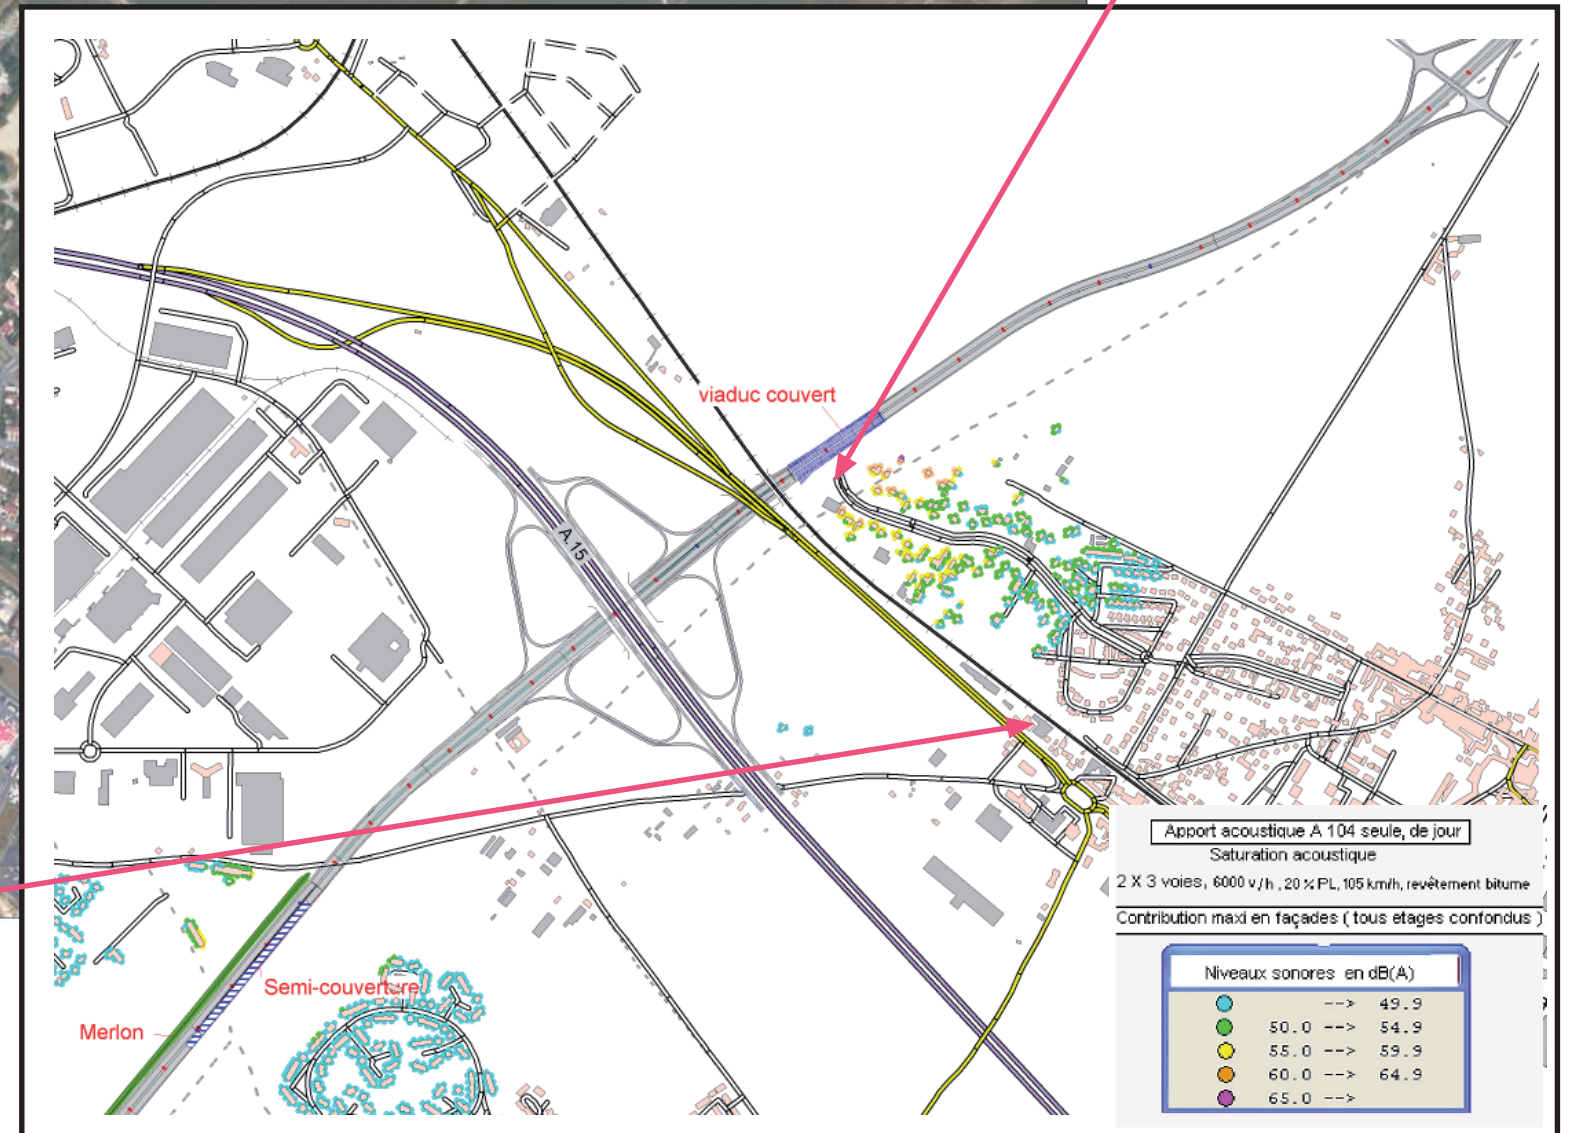 viaduc couvert
A.15
Semi-couverture
Merlon
Apport acoustique A 104 seule, de jour
Saturation acoustique
2 X 3 voies, 6000 v/h , 20 % PL, 105 km/h, revêtement bitume
Contribution maxi en façades ( tous etages confondus )
Niveaux sonores en dB(A)
--> 49.9
50.0 --> 54.9
55.0 --> 59.9
60.0 --> 64.9
65.0 -->